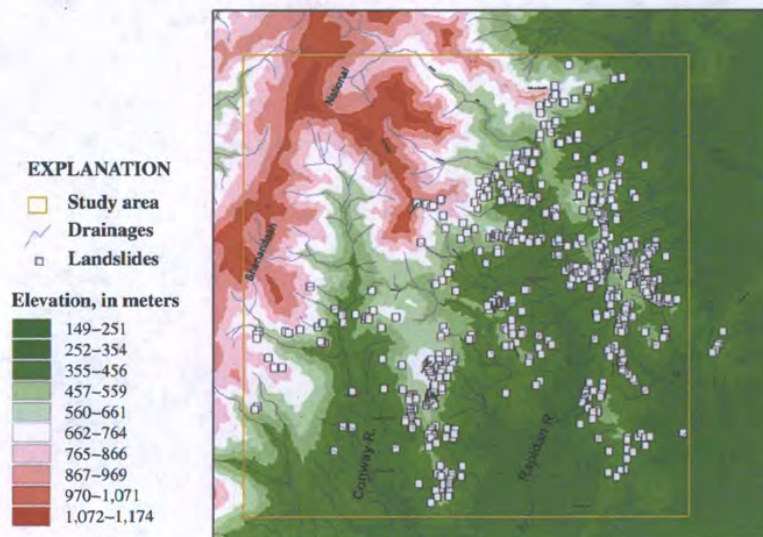 EXPLANATION
Study area
Drainages
Landslides
Elevation, in meters
149–251
252–354
355–456
457–559
560–661
662–764
765–866
867–969
970–1,071
1,072–1,174
National
Shenandoah
Conway R.
Rapidan R